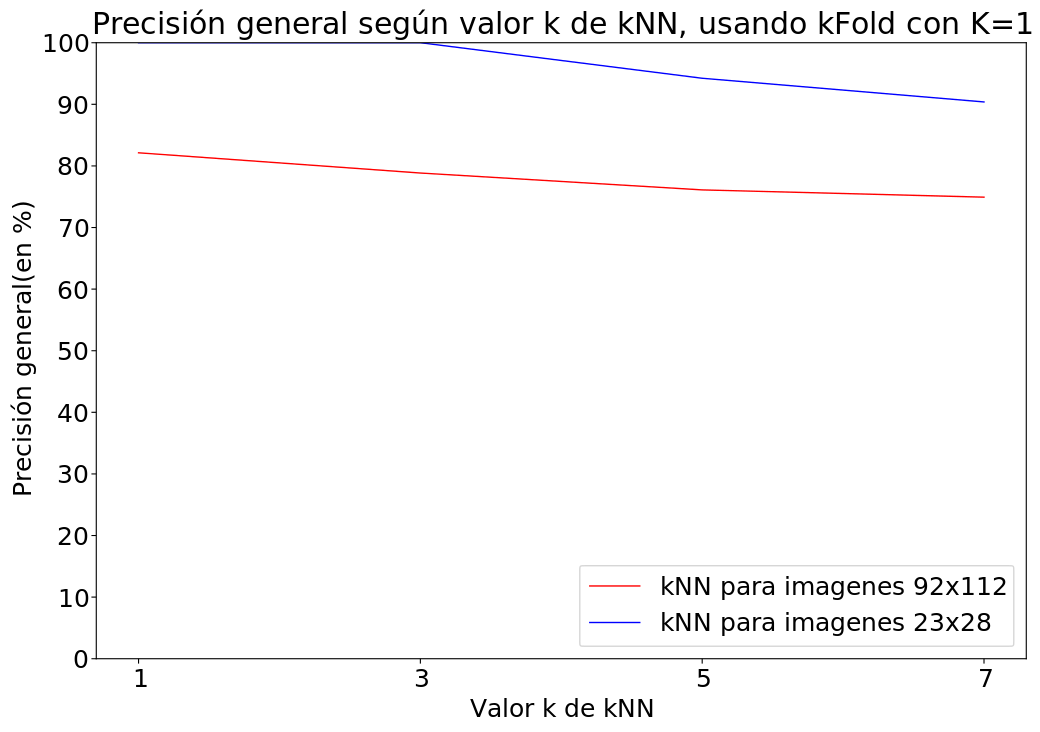 Precisión general según valor k de kNN, usando kFold con K=1
Precisión general(en %)
100
90
80
70
60
50
40
30
20
10
0
kNN para imagenes 92x112
kNN para imagenes 23x28
1 3 5 7
Valor k de kNN